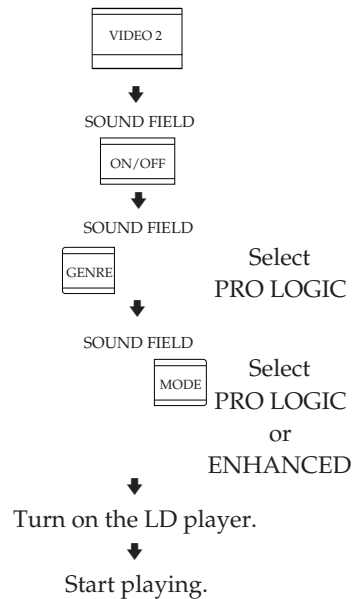 VIDEO 2
SOUND FIELD
ON/OFF
SOUND FIELD
GENRE
Select
PRO LOGIC
SOUND FIELD
MODE
Select
PRO LOGIC
or
ENHANCED
Turn on the LD player.
Start playing.